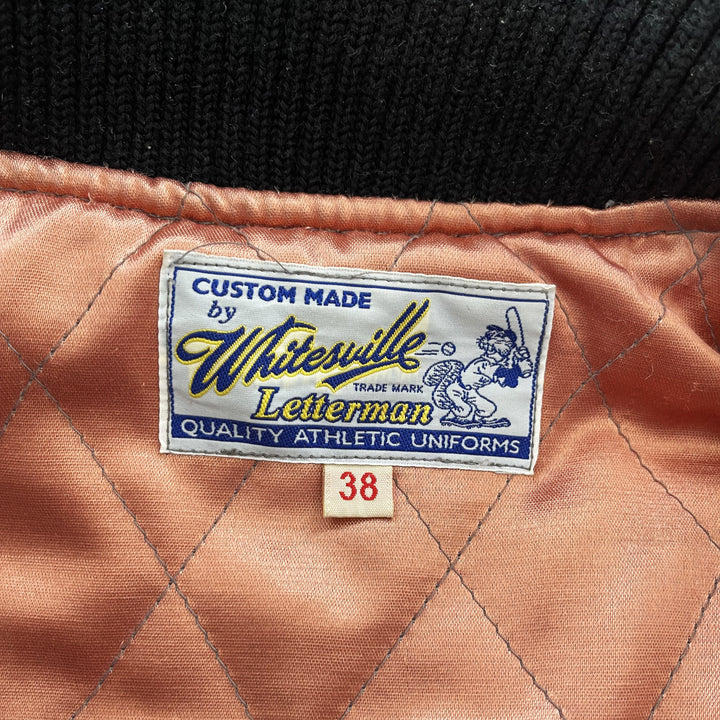 CUSTOM MADE
by
Whitesville
TRADE MARK
Letterman
QUALITY ATHLETIC UNIFORMS
38